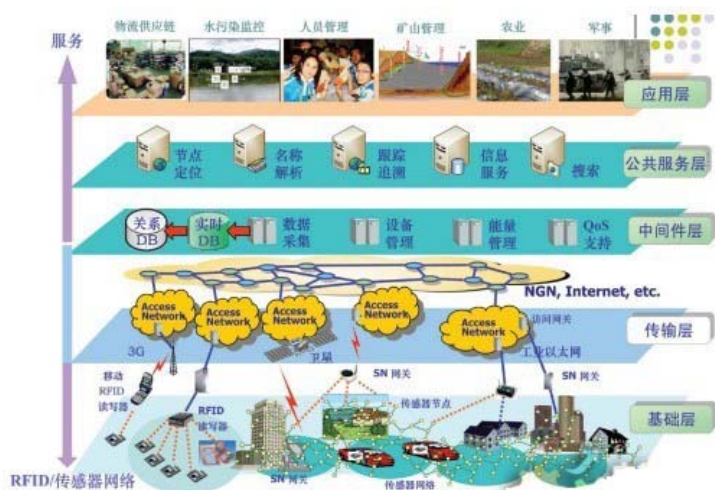 物流供应链 水污染监控 人员管理 矿山管理 农业 军事
服务
应用层
节点
定位
名称
解析
跟踪
追溯
信息
服务
搜索
公共服务层
关系
DB
实时
DB
数据
采集
设备
管理
能量
管理
QoS
支持
中间件层
NGN, Internet, etc.
Access
Network
Access
Network
Access
Network
Access
Network
Access
Network
访问网关
传输层
3G
卫星
工业以太网
移动
RFID
读写器
SN 网关
SN 网关
RFID
读写器
传感器节点
基础层
SN 网关
传感器网络
RFID/传感器网络